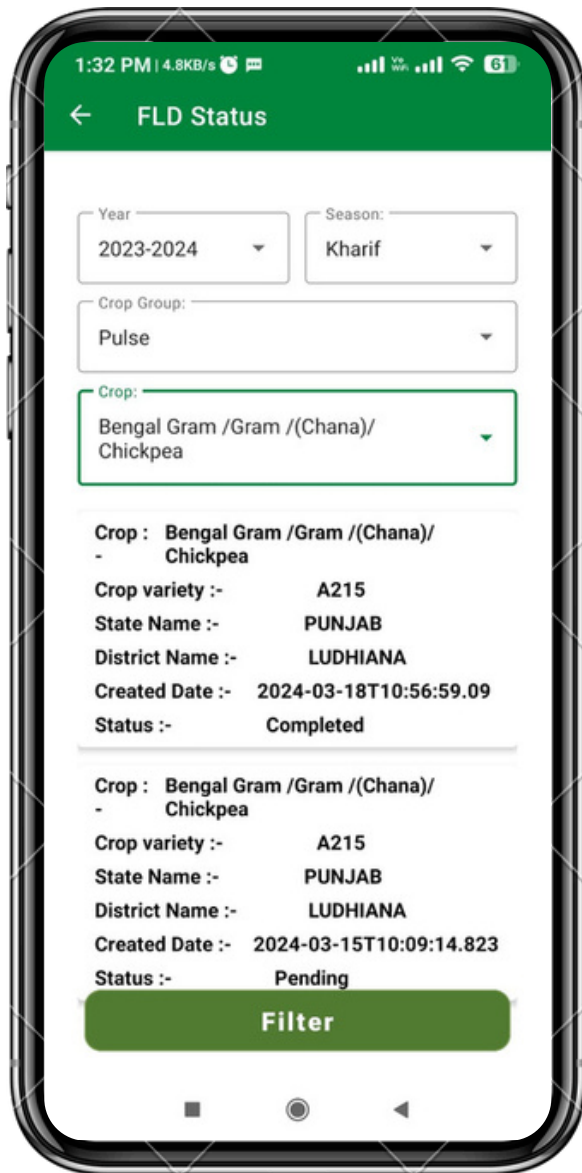 1:32 PM | 4.8KB/s 61
FLD Status
Year
2023-2024
Season:
Kharif
Crop Group:
Pulse
Crop:
Bengal Gram /Gram /(Chana)/
Chickpea
Crop : Bengal Gram /Gram /(Chana)/
- Chickpea
Crop variety :- A215
State Name :- PUNJAB
District Name :- LUDHIANA
Created Date :- 2024-03-18T10:56:59.09
Status :- Completed
Crop : Bengal Gram /Gram /(Chana)/
- Chickpea
Crop variety :- A215
State Name :- PUNJAB
District Name :- LUDHIANA
Created Date :- 2024-03-15T10:09:14.823
Status :- Pending
Filter